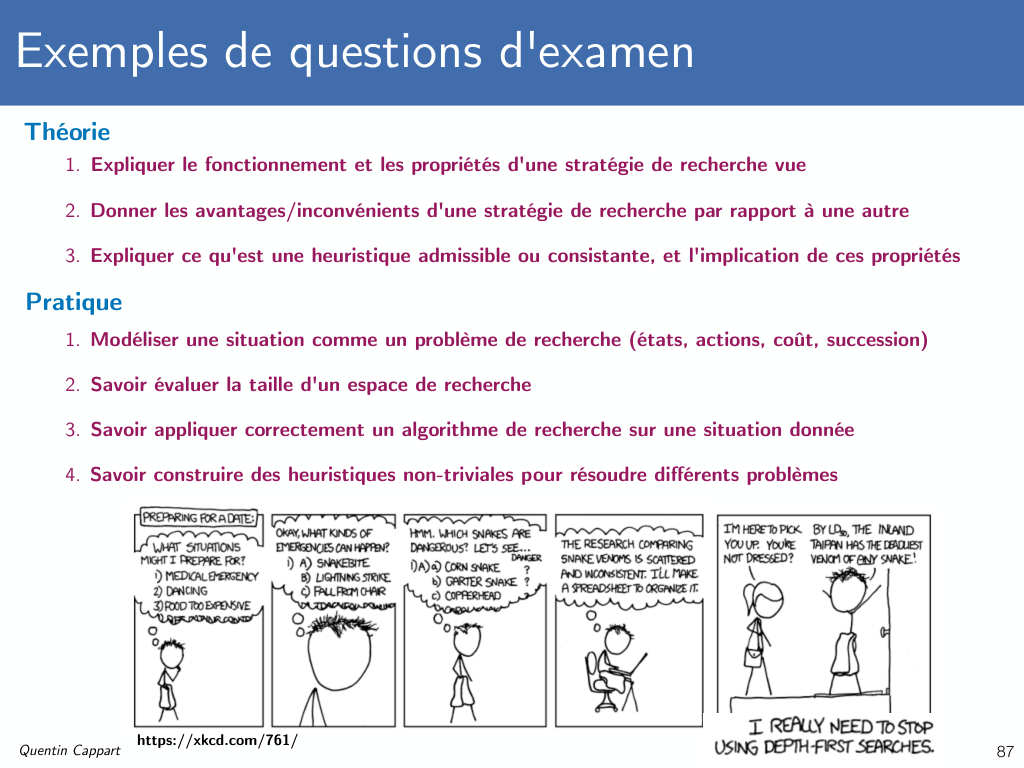 Exemples de questions d'examen
Théorie
1. Expliquer le fonctionnement et les propriétés d'une stratégie de recherche vue
2. Donner les avantages/inconvénients d'une stratégie de recherche par rapport à une autre
3. Expliquer ce qu'est une heuristique admissible ou consistante, et l'implication de ces propriétés
Pratique
1. Modéliser une situation comme un problème de recherche (états, actions, coût, succession)
2. Savoir évaluer la taille d'un espace de recherche
3. Savoir appliquer correctement un algorithme de recherche sur une situation donnée
4. Savoir construire des heuristiques non-triviales pour résoudre différents problèmes
PREPARING FOR A DATE:
WHAT SITUATIONS
MIGHT I PREPARE FOR?
1) MEDICAL EMERGENCY
2) DANCING
3) FOOD TOO EXPENSIVE
OKAY, WHAT KINDS OF
EMERGENCIES CAN HAPPEN?
1) A) SNAKEBITE
B) LIGHTNING STRIKE
C) FALL FROM CHAIR
HMM. WHICH SNAKES ARE
DANGEROUS? LET'S SEE...
DANGER
1) A) a) CORN SNAKE ?
b) GARTER SNAKE ?
c) COPPERHEAD ?
THE RESEARCH COMPARING
SNAKE VENOMS IS SCATTERED
AND INCONSISTENT. I'LL MAKE
A SPREADSHEET TO ORGANIZE IT.
I'M HERE TO PICK
YOU UP. YOU'RE
NOT DRESSED?
BY LD50, THE INLAND
TAIPAN HAS THE DEADLIEST
VENOM OF ANY SNAKE!
I REALLY NEED TO STOP
USING DEPTH-FIRST SEARCHES.
https://xkcd.com/761/
Quentin Cappart
87